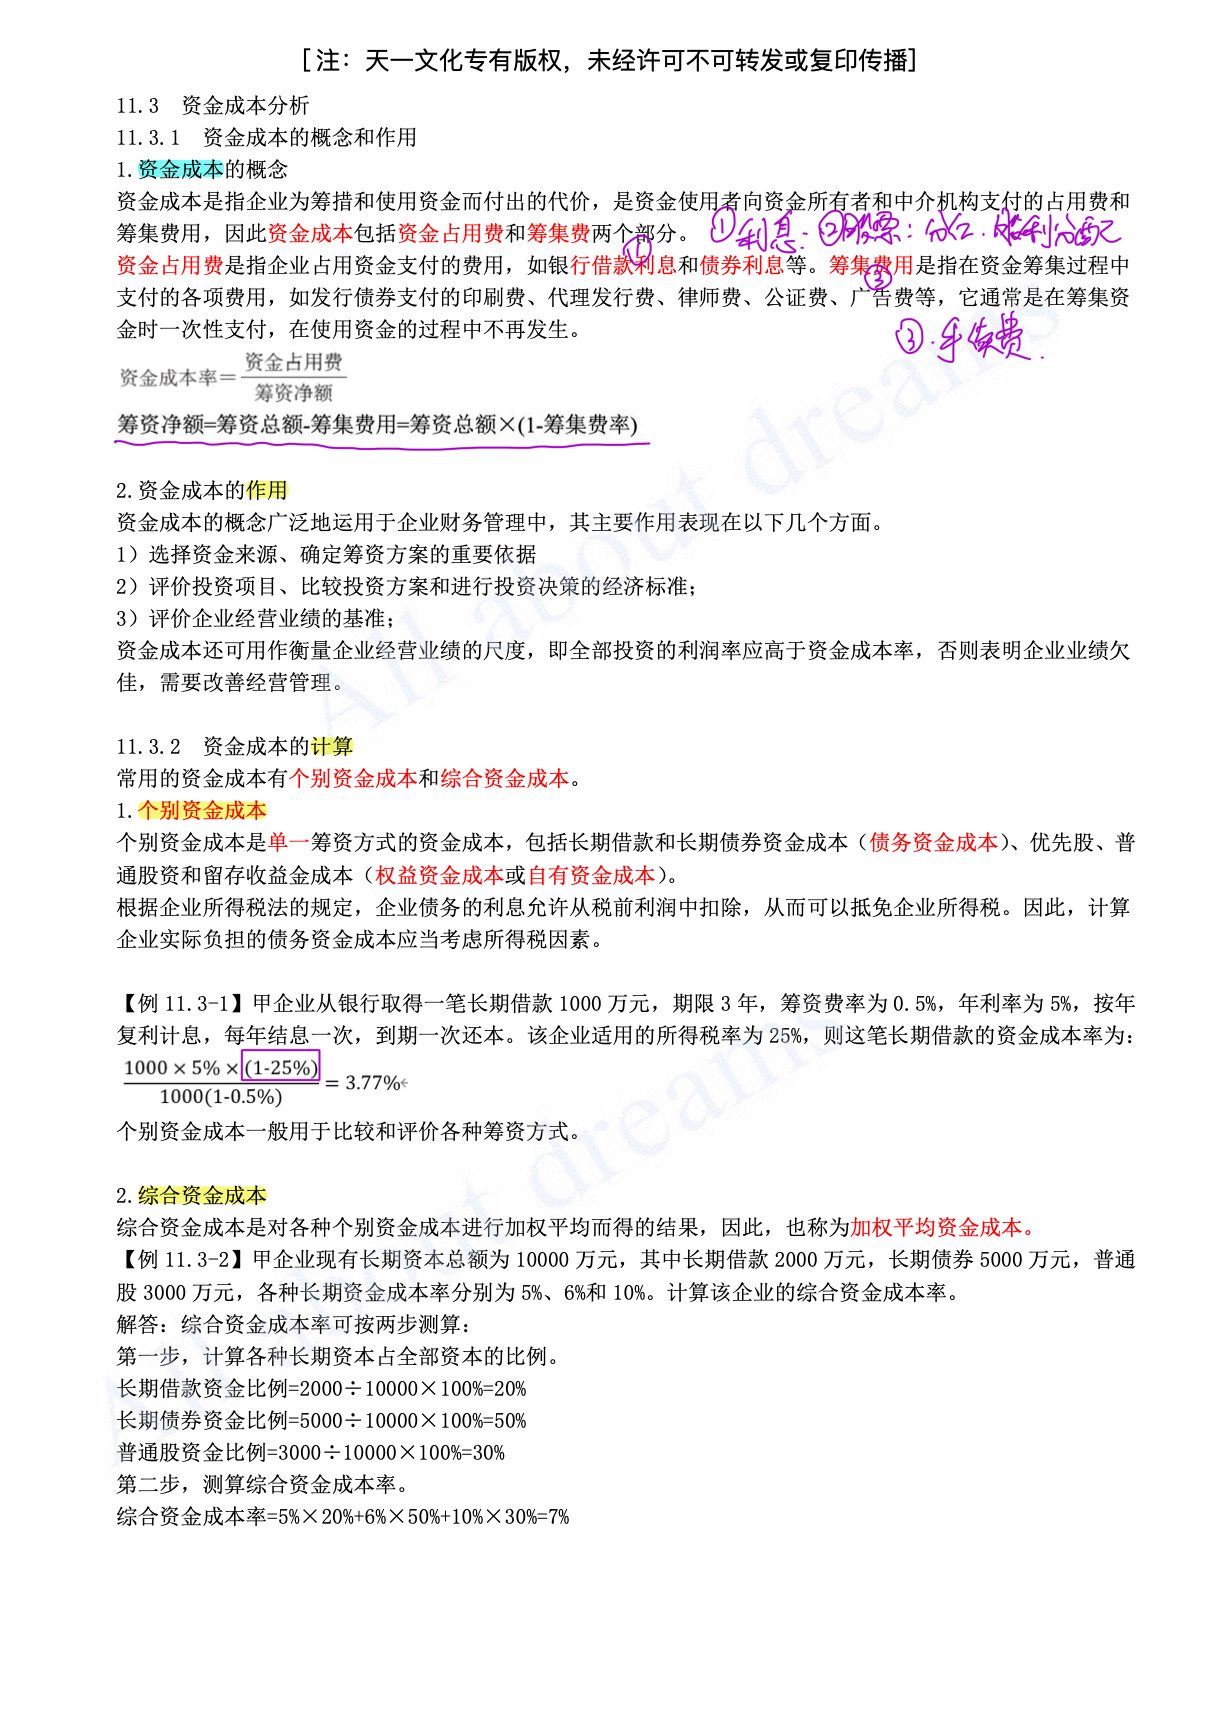 [注：天一文化专有版权，未经许可不可转发或复印传播]
11.3 资金成本分析
11.3.1 资金成本的概念和作用
1.资金成本的概念
资金成本是指企业为筹措和使用资金而付出的代价，是资金使用者向资金所有者和中介机构支付的占用费和
筹集费用，因此资金成本包括资金占用费和筹集费两个部分。 ①利息. ②股票：分红.股利分配
①
资金占用费是指企业占用资金支付的费用，如银行借款利息和债券利息等。筹集费用是指在资金筹集过程中
③
支付的各项费用，如发行债券支付的印刷费、代理发行费、律师费、公证费、广告费等，它通常是在筹集资
金时一次性支付，在使用资金的过程中不再发生。
③.手续费.
资金成本率＝资金占用费
筹资净额
筹资净额=筹资总额-筹集费用=筹资总额×(1-筹集费率)
2.资金成本的作用
资金成本的概念广泛地运用于企业财务管理中，其主要作用表现在以下几个方面。
1）选择资金来源、确定筹资方案的重要依据
2）评价投资项目、比较投资方案和进行投资决策的经济标准；
3）评价企业经营业绩的基准；
资金成本还可用作衡量企业经营业绩的尺度，即全部投资的利润率应高于资金成本率，否则表明企业业绩欠
佳，需要改善经营管理。
11.3.2 资金成本的计算
常用的资金成本有个别资金成本和综合资金成本。
1.个别资金成本
个别资金成本是单一筹资方式的资金成本，包括长期借款和长期债券资金成本（债务资金成本）、优先股、普
通股资和留存收益金成本（权益资金成本或自有资金成本）。
根据企业所得税法的规定，企业债务的利息允许从税前利润中扣除，从而可以抵免企业所得税。因此，计算
企业实际负担的债务资金成本应当考虑所得税因素。
【例 11.3-1】甲企业从银行取得一笔长期借款 1000 万元，期限 3 年，筹资费率为 0.5%，年利率为 5%，按年
复利计息，每年结息一次，到期一次还本。该企业适用的所得税率为 25%，则这笔长期借款的资金成本率为：
1000 × 5% × (1-25%)
1000(1-0.5%) = 3.77%
个别资金成本一般用于比较和评价各种筹资方式。
2.综合资金成本
综合资金成本是对各种个别资金成本进行加权平均而得的结果，因此，也称为加权平均资金成本。
【例 11.3-2】甲企业现有长期资本总额为 10000 万元，其中长期借款 2000 万元，长期债券 5000 万元，普通
股 3000 万元，各种长期资金成本率分别为 5%、6%和 10%。计算该企业的综合资金成本率。
解答：综合资金成本率可按两步测算：
第一步，计算各种长期资本占全部资本的比例。
长期借款资金比例=2000÷10000×100%=20%
长期债券资金比例=5000÷10000×100%=50%
普通股资金比例=3000÷10000×100%=30%
第二步，测算综合资金成本率。
综合资金成本率=5%×20%+6%×50%+10%×30%=7%
All about dreams
All about dreams